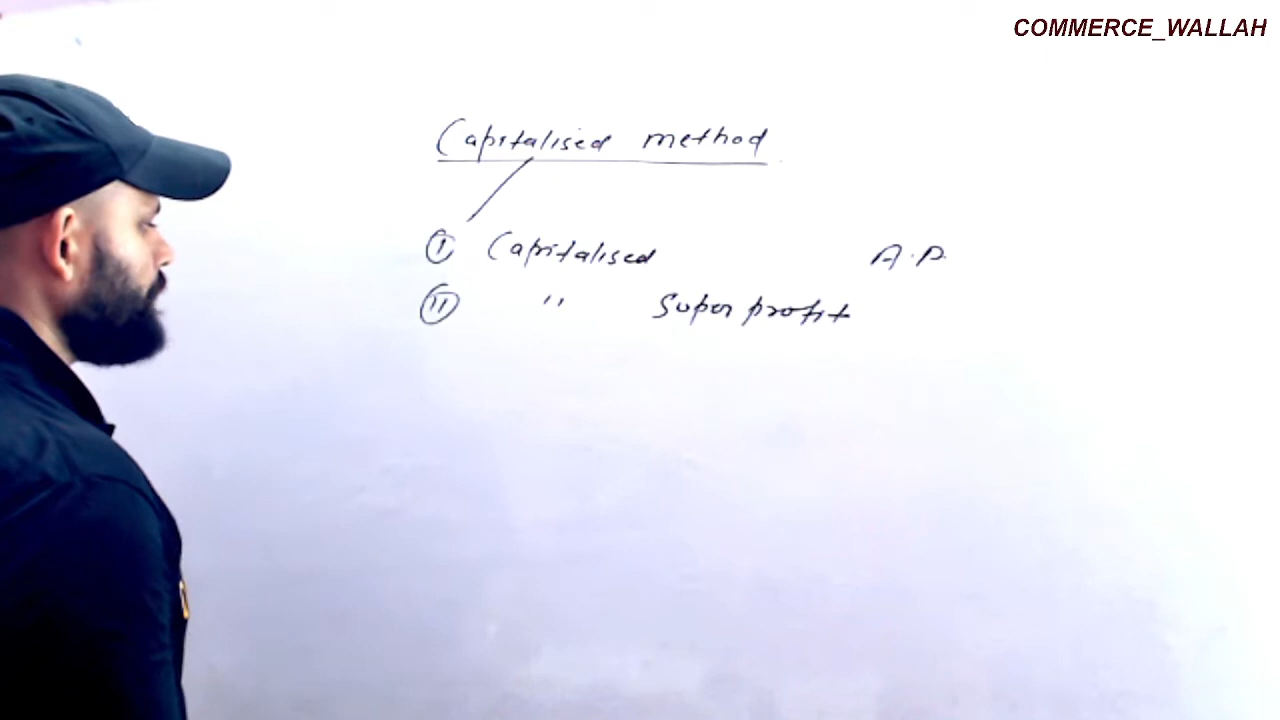 COMMERCE_WALLAH
Capitalised method
I Capitalised A.P.
II " Super profit